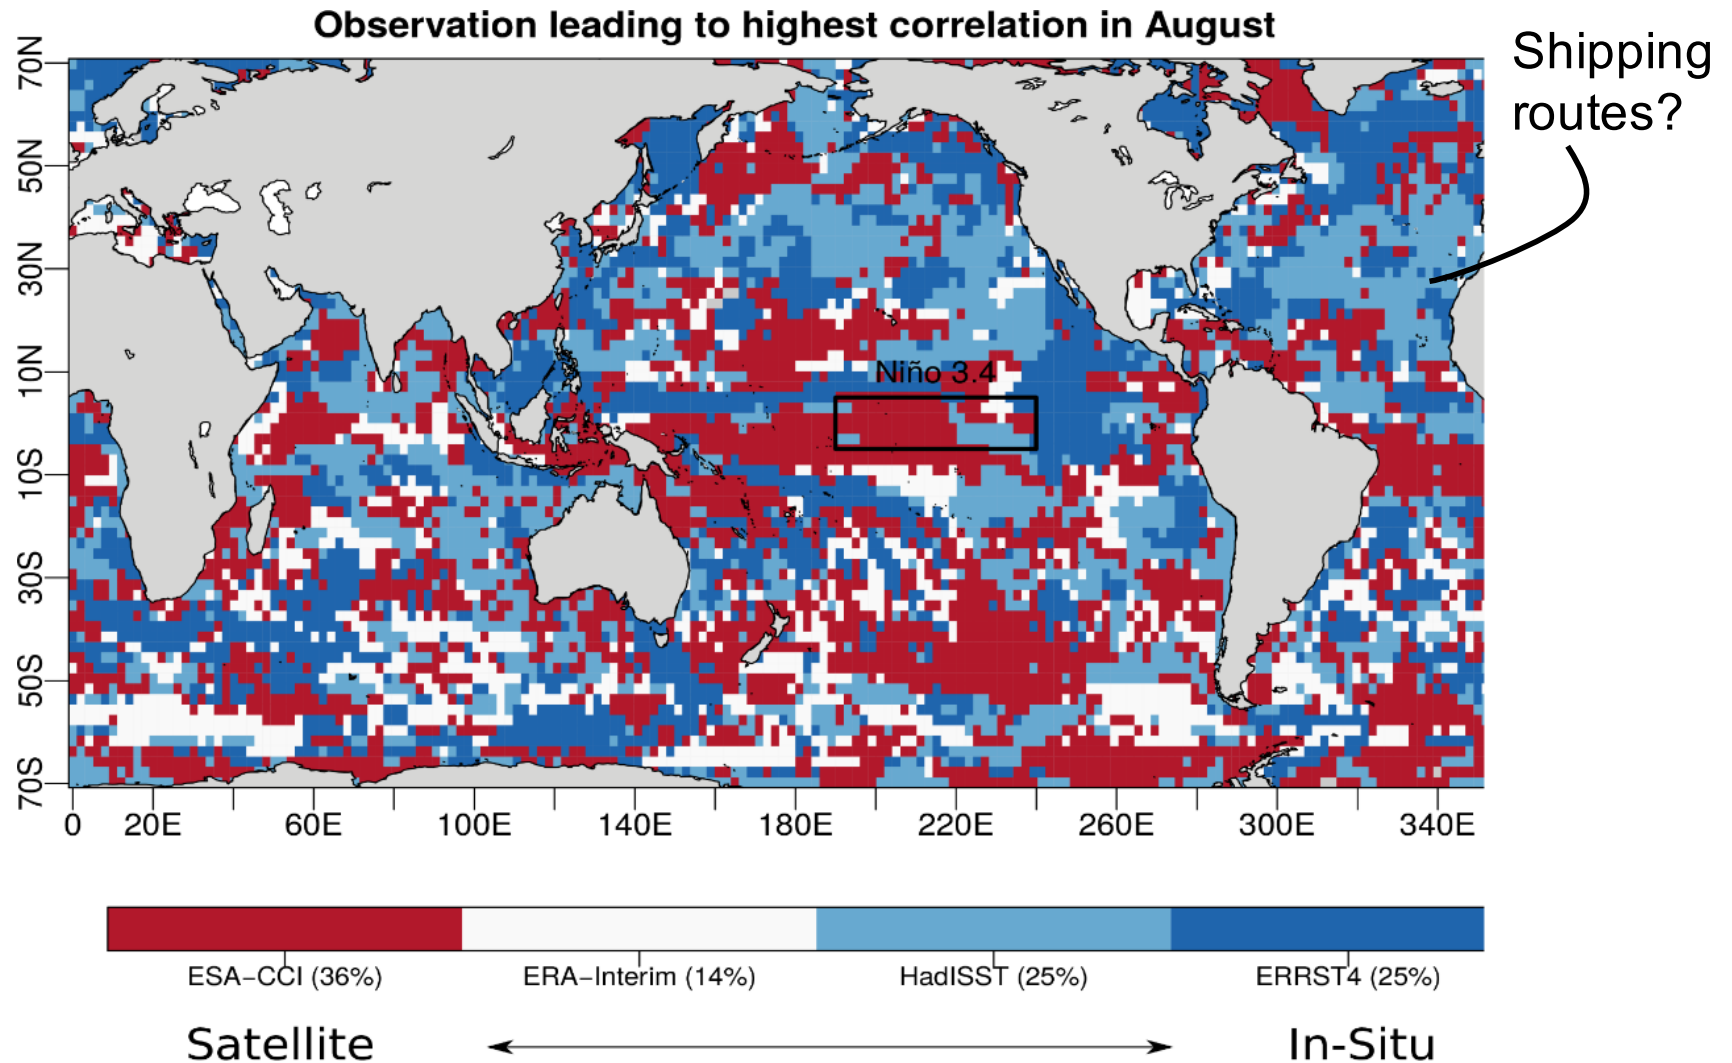 Observation leading to highest correlation in August
Shipping
routes?
70N
50N
30N
10N
10S
30S
50S
70S
Niño 3.4
0 20E 60E 100E 140E 180E 220E 260E 300E 340E
ESA−CCI (36%) ERA−Interim (14%) HadISST (25%) ERRST4 (25%)
Satellite In-Situ